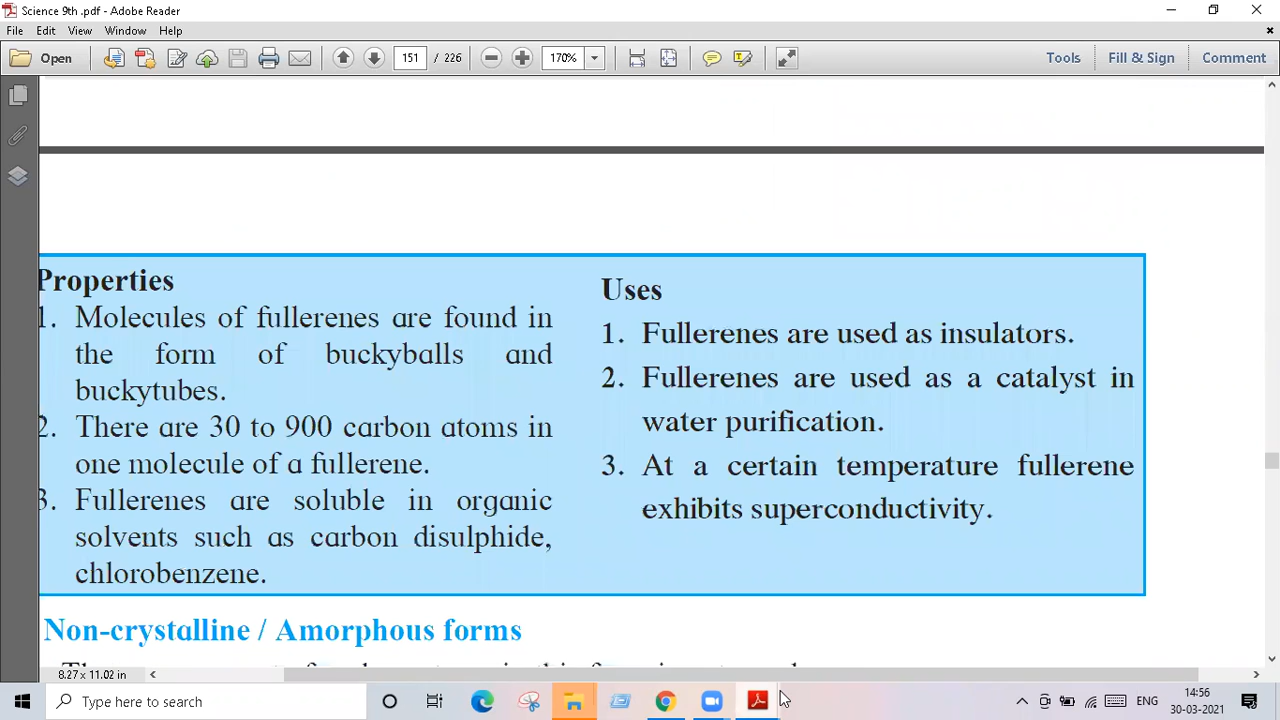 Science 9th .pdf - Adobe Reader
File Edit View Window Help
Open 151 / 226 170% Tools Fill & Sign Comment
Properties
1. Molecules of fullerenes are found in
the form of buckyballs and
buckytubes.
2. There are 30 to 900 carbon atoms in
one molecule of a fullerene.
3. Fullerenes are soluble in organic
solvents such as carbon disulphide,
chlorobenzene.
Uses
1. Fullerenes are used as insulators.
2. Fullerenes are used as a catalyst in
water purification.
3. At a certain temperature fullerene
exhibits superconductivity.
Non-crystalline / Amorphous forms
8.27 x 11.02 in
Type here to search
ENG
14:56
30-03-2021